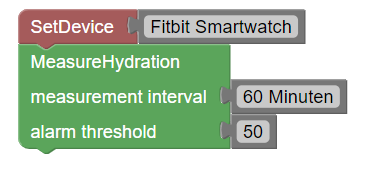 SetDevice Fitbit Smartwatch
MeasureHydration
measurement interval 60 Minuten
alarm threshold 50